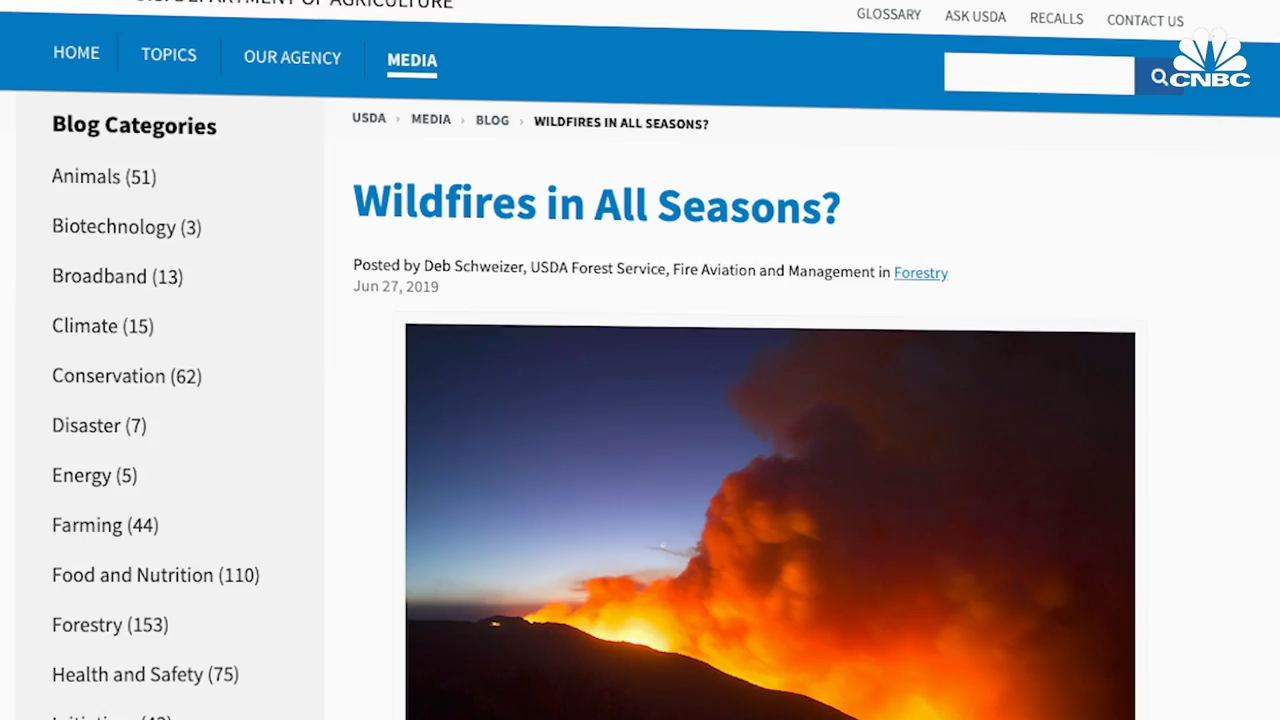 DEPARTMENT OF AGRICULTURE
GLOSSARY ASK USDA RECALLS CONTACT US
HOME TOPICS OUR AGENCY MEDIA
CNBC
Blog Categories
USDA › MEDIA › BLOG › WILDFIRES IN ALL SEASONS?
Animals (51)
Wildfires in All Seasons?
Biotechnology (3)
Posted by Deb Schweizer, USDA Forest Service, Fire Aviation and Management in Forestry
Jun 27, 2019
Broadband (13)
Climate (15)
Conservation (62)
Disaster (7)
Energy (5)
Farming (44)
Food and Nutrition (110)
Forestry (153)
Health and Safety (75)